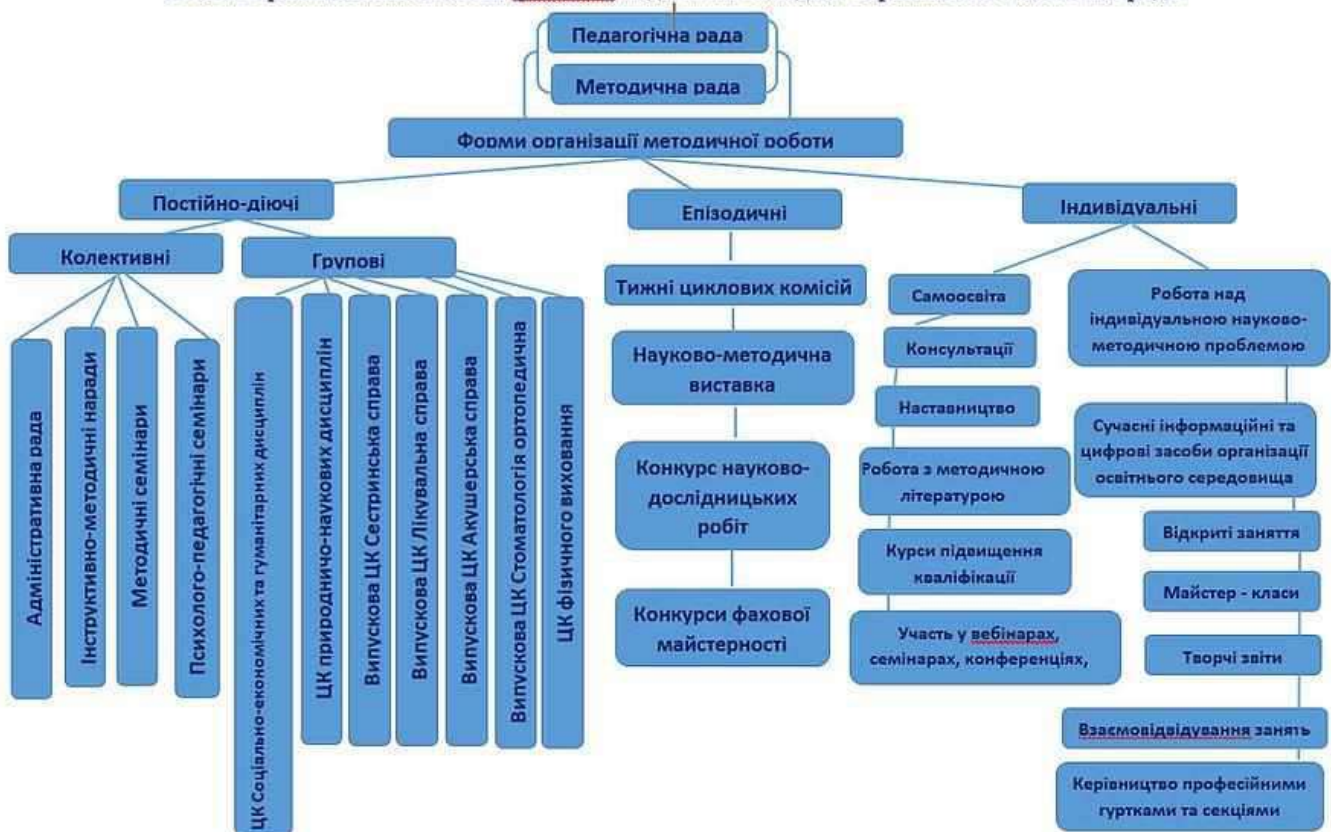 Педагогічна рада
Методична рада
Форми організації методичної роботи
Постійно-діючі
Епізодичні
Індивідуальні
Колективні
Групові
Адміністративна рада
Інструктивно-методичні наради
Методичні семінари
Психолого-педагогічні семінари
ЦК Соціально-економічних та гуманітарних дисциплін
ЦК природничо-наукових дисциплін
Випускова ЦК Сестринська справа
Випускова ЦК Лікувальна справа
Випускова ЦК Акушерська справа
Випускова ЦК Стоматологія ортопедична
ЦК фізичного виховання
Тижні циклових комісій
Науково-методична
виставка
Конкурс науково-
дослідницьких
робіт
Конкурси фахової
майстерності
Самоосвіта
Консультації
Наставництво
Робота з методичною
літературою
Курси підвищення
кваліфікації
Участь у вебінарах,
семінарах, конференціях,
Робота над
індивідуальною науково-
методичною проблемою
Сучасні інформаційні та
цифрові засоби організації
освітнього середовища
Відкриті заняття
Майстер - класи
Творчі звіти
Взаємовідвідування занять
Керівництво професійними
гуртками та секціями